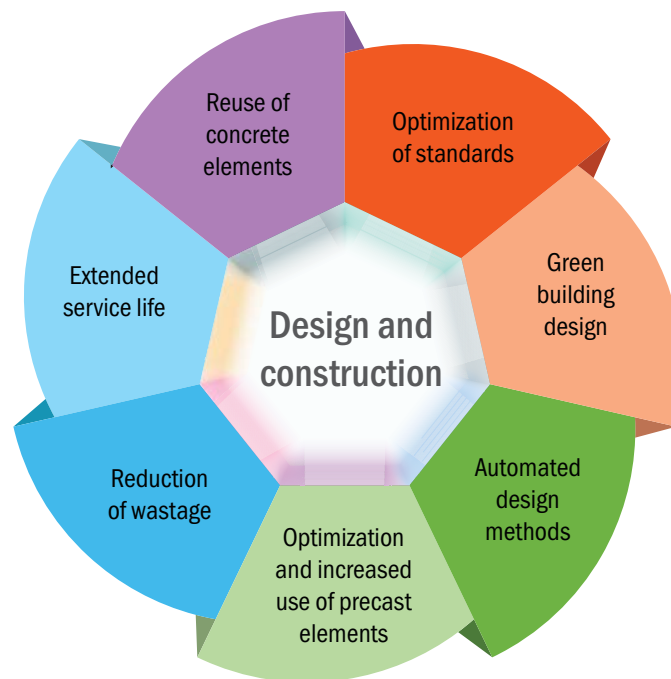 Reuse of
concrete
elements
Optimization
of standards
Green
building
design
Automated
design
methods
Optimization
and increased
use of precast
elements
Reduction
of wastage
Extended
service life
Design and
construction